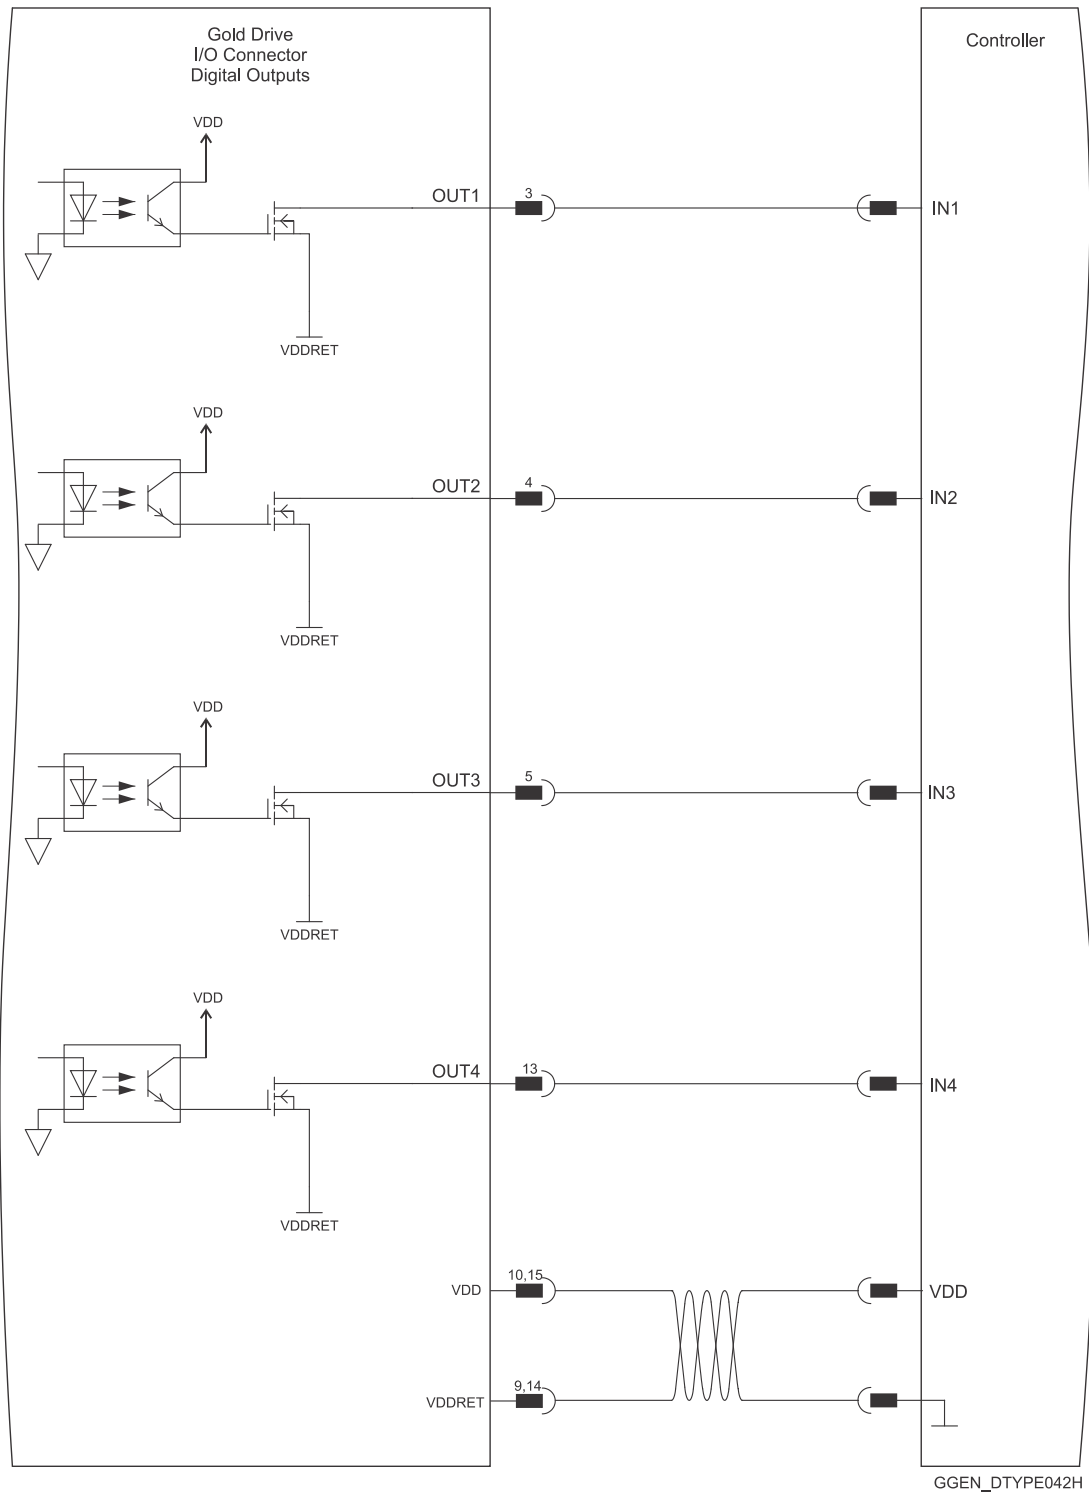 Gold Drive
I/O Connector
Digital Outputs
Controller
VDD
OUT1
3
IN1
VDDRET
VDD
OUT2
4
IN2
VDDRET
VDD
OUT3
5
IN3
VDDRET
VDD
OUT4
13
IN4
VDDRET
VDD
10,15
VDD
VDDRET
9,14
GGEN_DTYPE042H